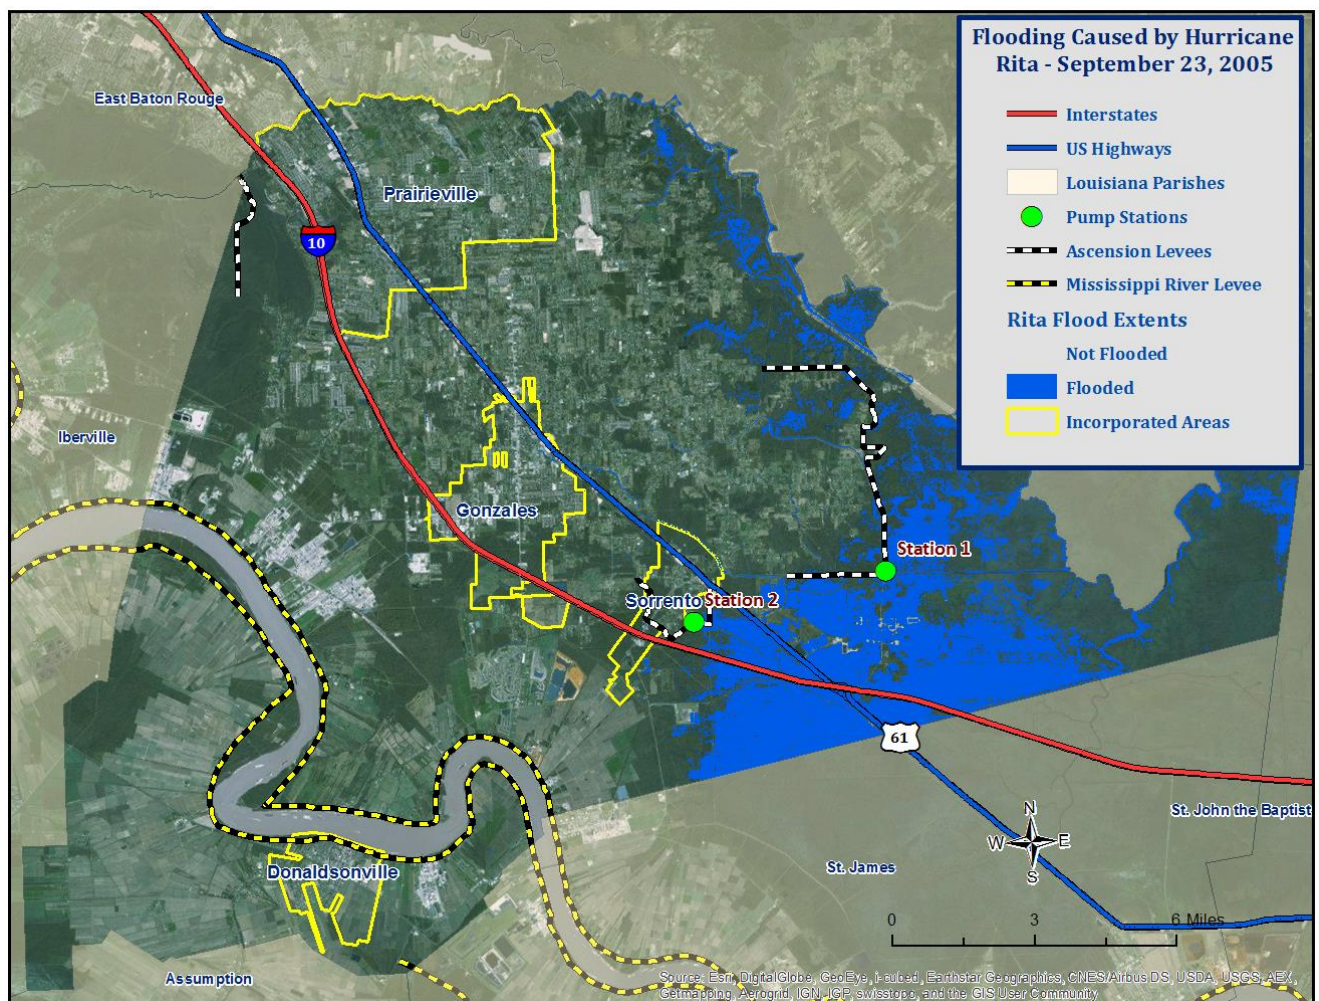 Flooding Caused by Hurricane
Rita - September 23, 2005
Interstates
US Highways
Louisiana Parishes
Pump Stations
Ascension Levees
Mississippi River Levee
Rita Flood Extents
Not Flooded
Flooded
Incorporated Areas
East Baton Rouge
Prairieville
10
Iberville
Gonzales
Station 1
Sorrento
Station 2
61
St. John the Baptist
N
W
E
S
Donaldsonville
St. James
0
3
6 Miles
Assumption
Source: Esri, DigitalGlobe, GeoEye, i-cubed, Earthstar Geographics, CNES/Airbus DS, USDA, USGS, AEX,
Getmapping, Aerogrid, IGN, IGP, swisstopo, and the GIS User Community